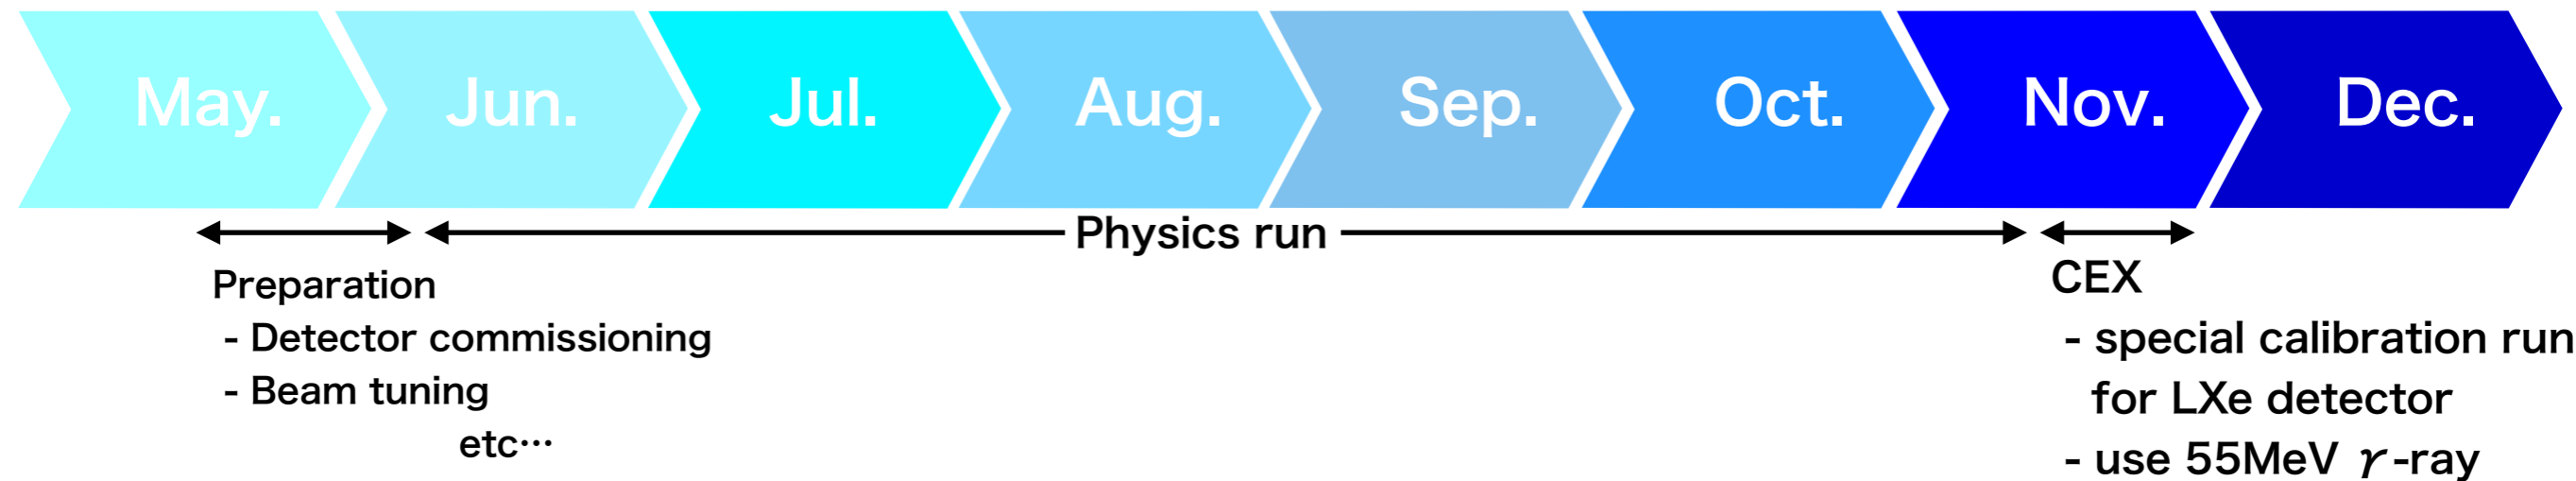 May. Jun. Jul. Aug. Sep. Oct. Nov. Dec.
Physics run
Preparation
- Detector commissioning
- Beam tuning
etc…
CEX
- special calibration run
for LXe detector
- use 55MeV γ-ray